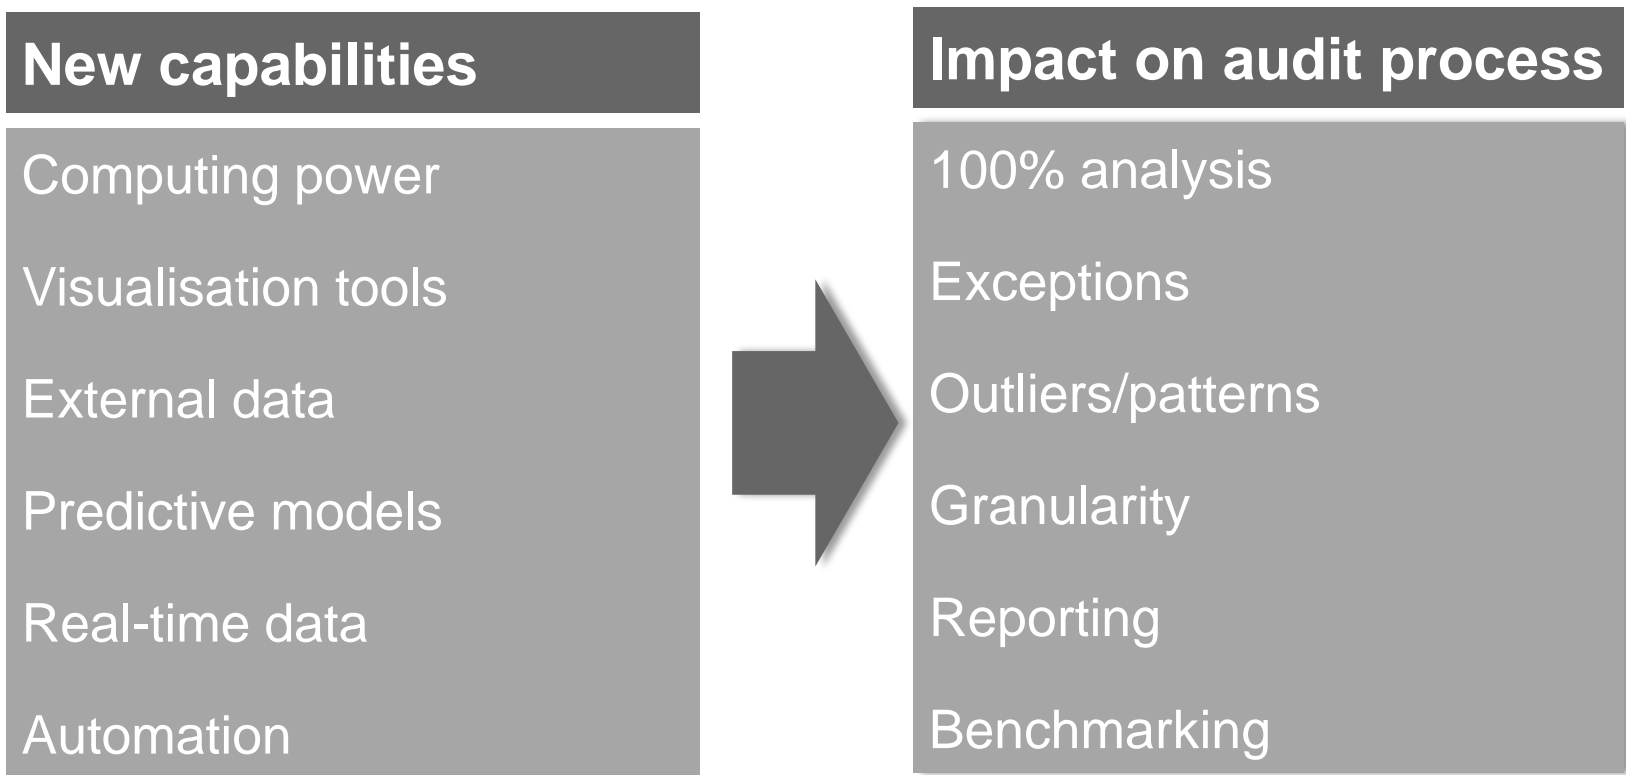 New capabilities
Computing power
Visualisation tools
External data
Predictive models
Real-time data
Automation
Impact on audit process
100% analysis
Exceptions
Outliers/patterns
Granularity
Reporting
Benchmarking